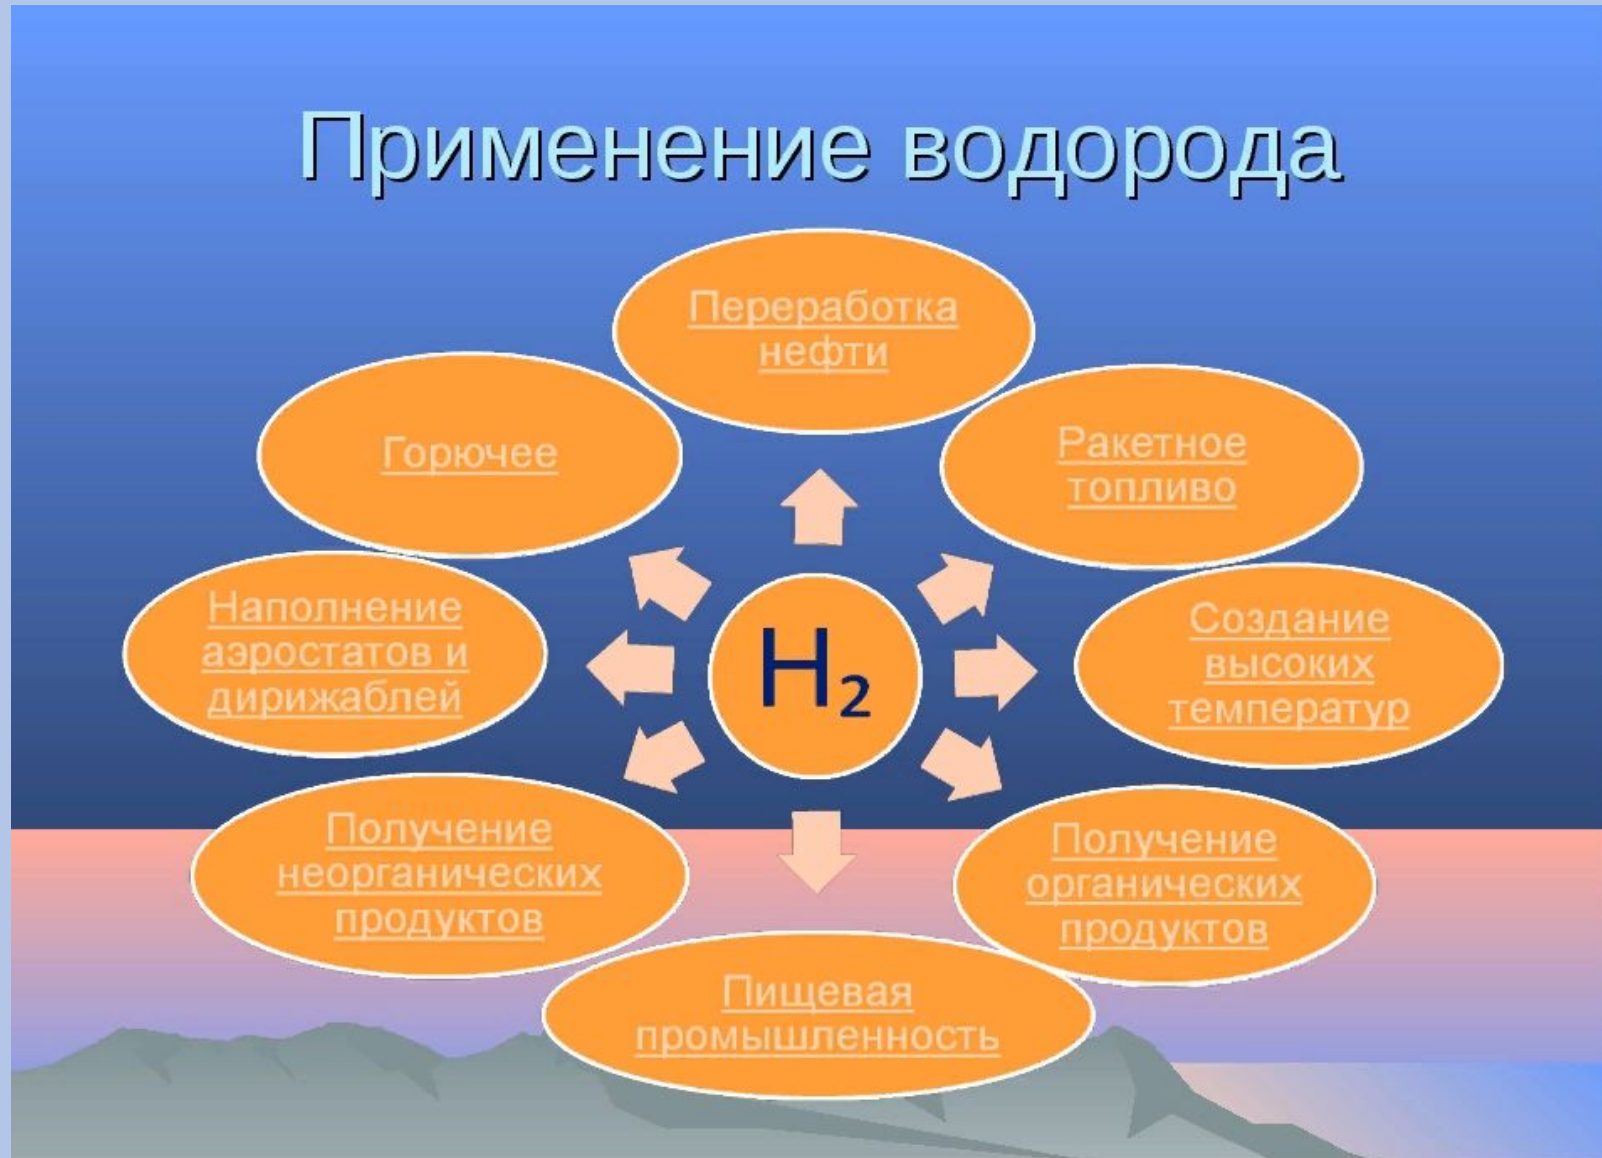 Применение водорода
Переработка
нефти
Горючее
Ракетное
топливо
Наполнение
аэростатов и
дирижаблей
H₂
Создание
высоких
температур
Получение
неорганических
продуктов
Получение
органических
продуктов
Пищевая
промышленность